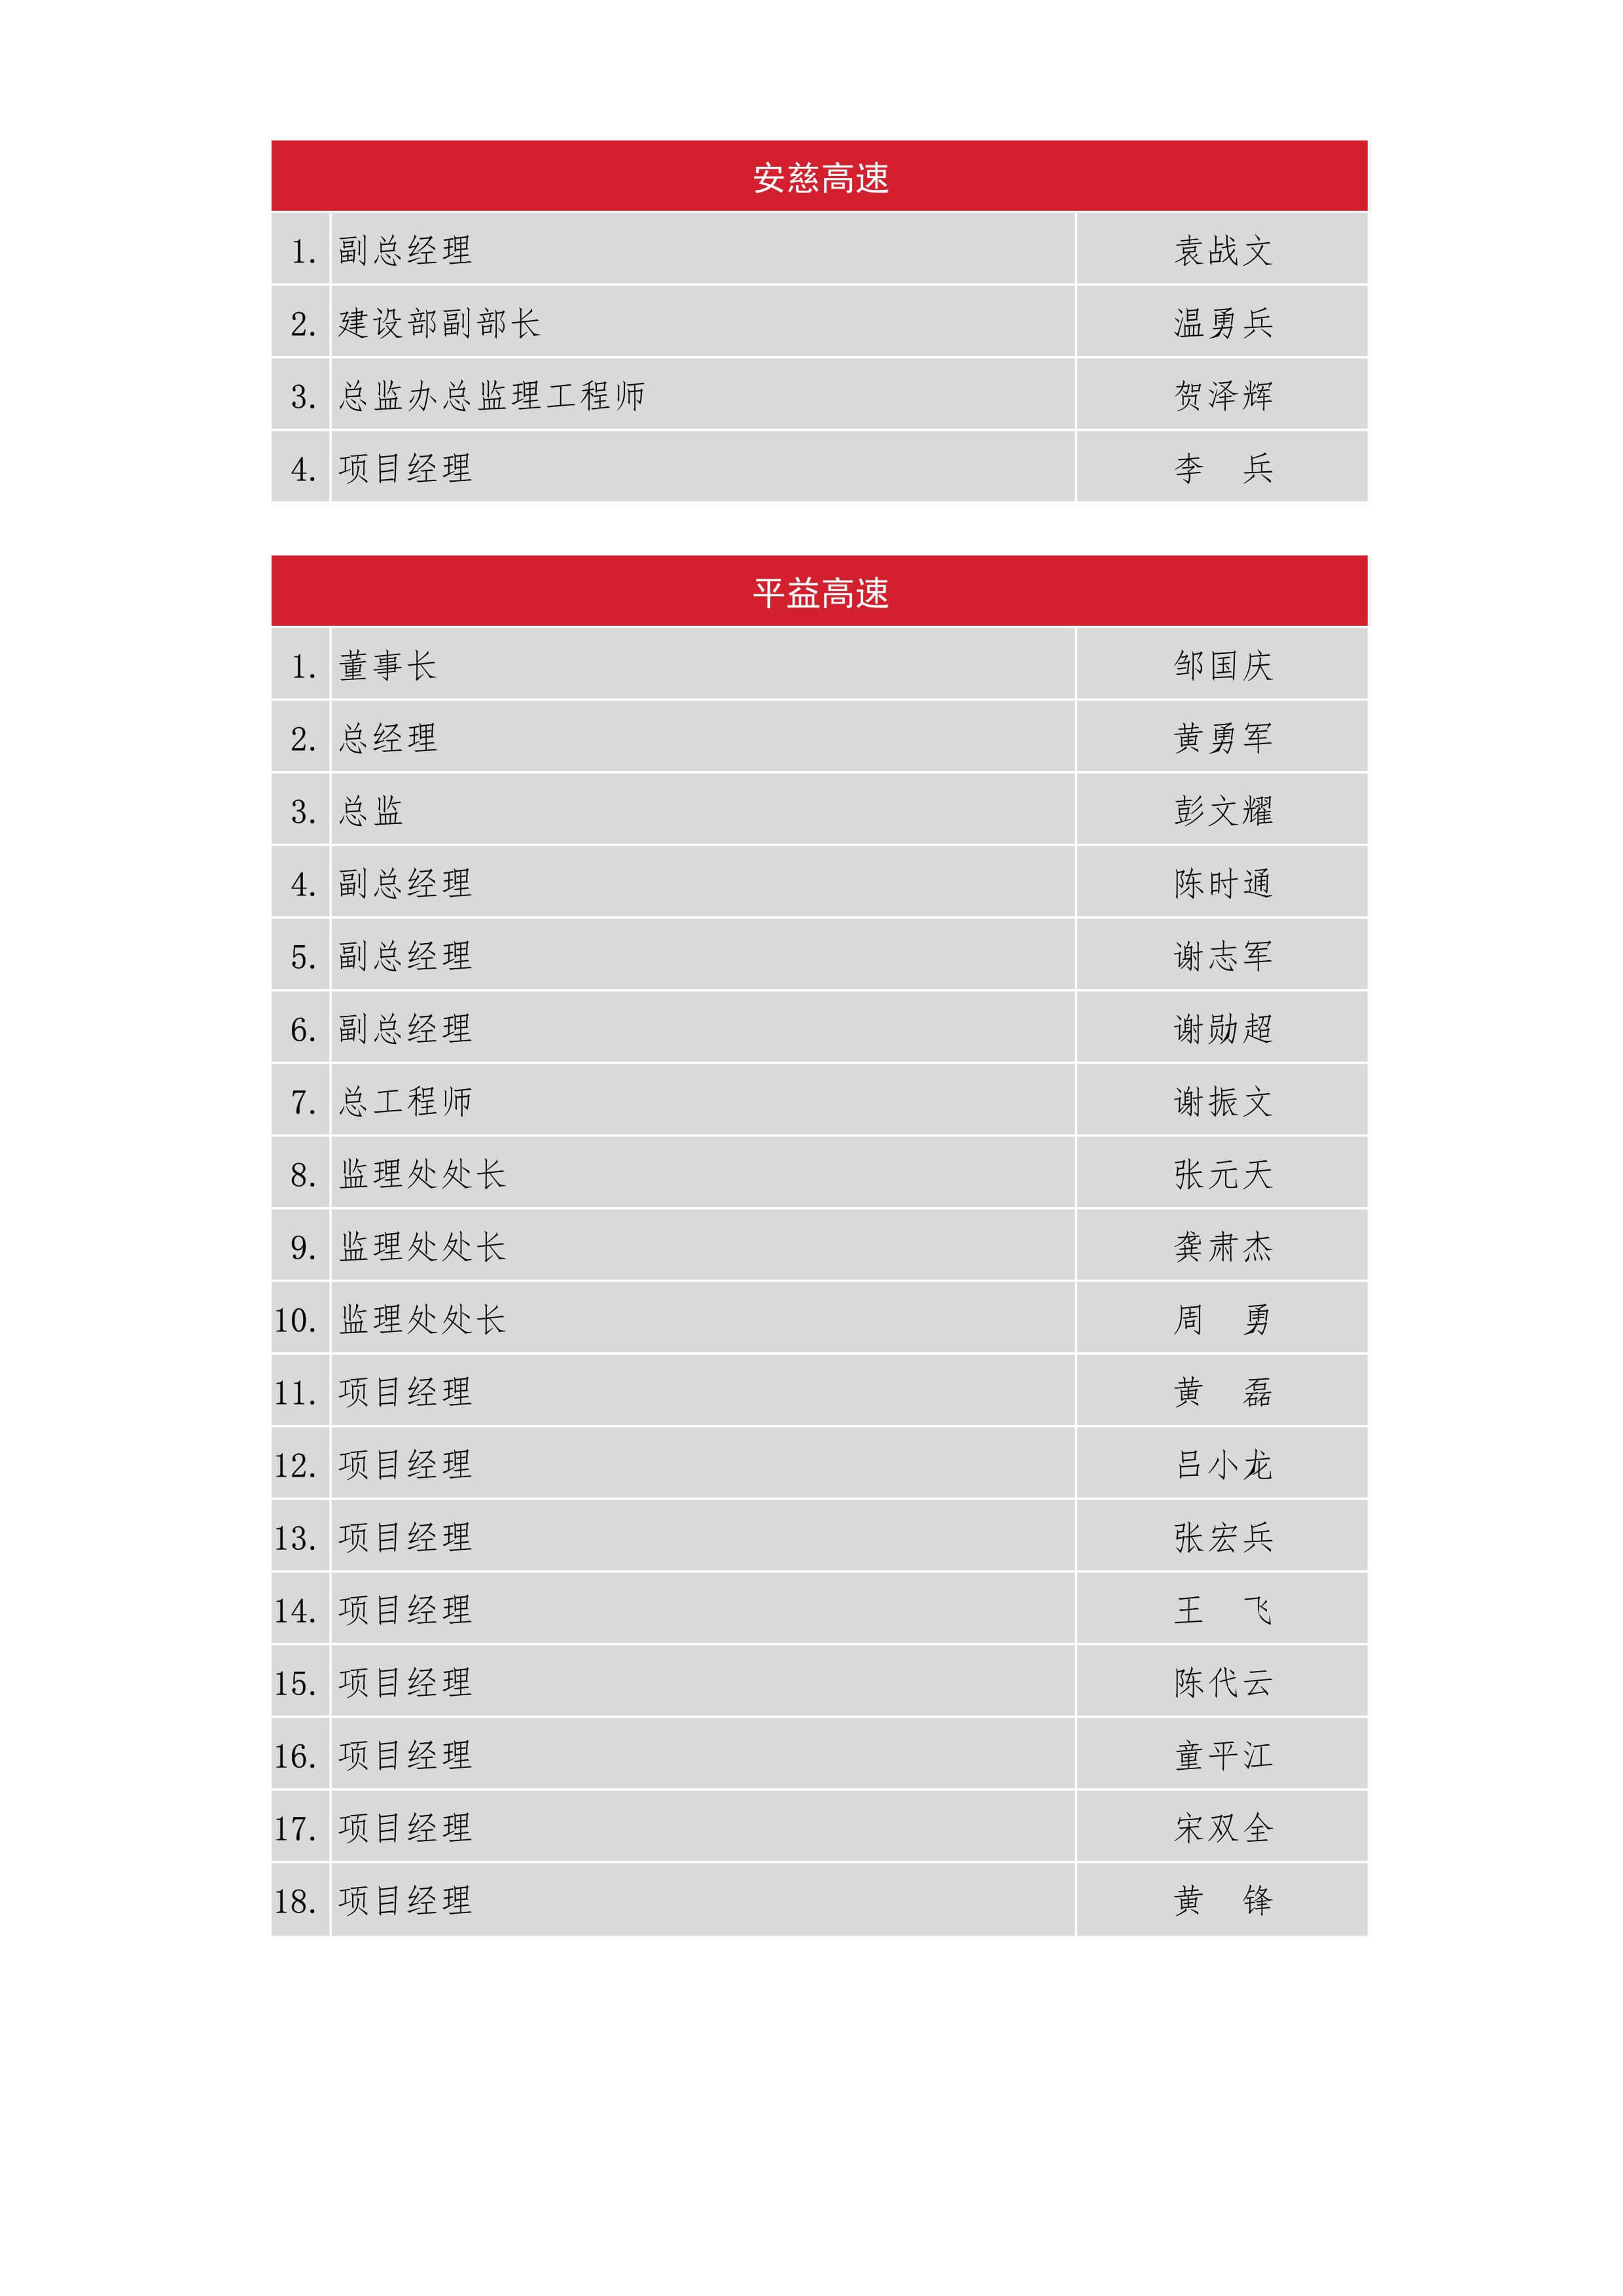 安慈高速
1. 副总经理 袁战文
2. 建设部副部长 温勇兵
3. 总监办总监理工程师 贺泽辉
4. 项目经理 李　兵
平益高速
1. 董事长 邹国庆
2. 总经理 黄勇军
3. 总监 彭文耀
4. 副总经理 陈时通
5. 副总经理 谢志军
6. 副总经理 谢勋超
7. 总工程师 谢振文
8. 监理处处长 张元天
9. 监理处处长 龚肃杰
10. 监理处处长 周　勇
11. 项目经理 黄　磊
12. 项目经理 吕小龙
13. 项目经理 张宏兵
14. 项目经理 王　飞
15. 项目经理 陈代云
16. 项目经理 童平江
17. 项目经理 宋双全
18. 项目经理 黄　锋